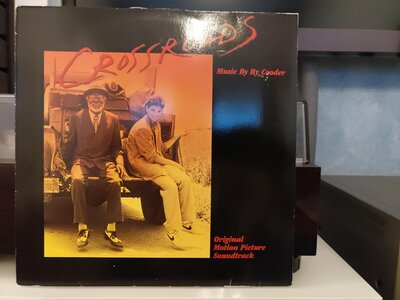 CROSSROADS
Music By Ry Cooder
Original
Motion Picture
Soundtrack